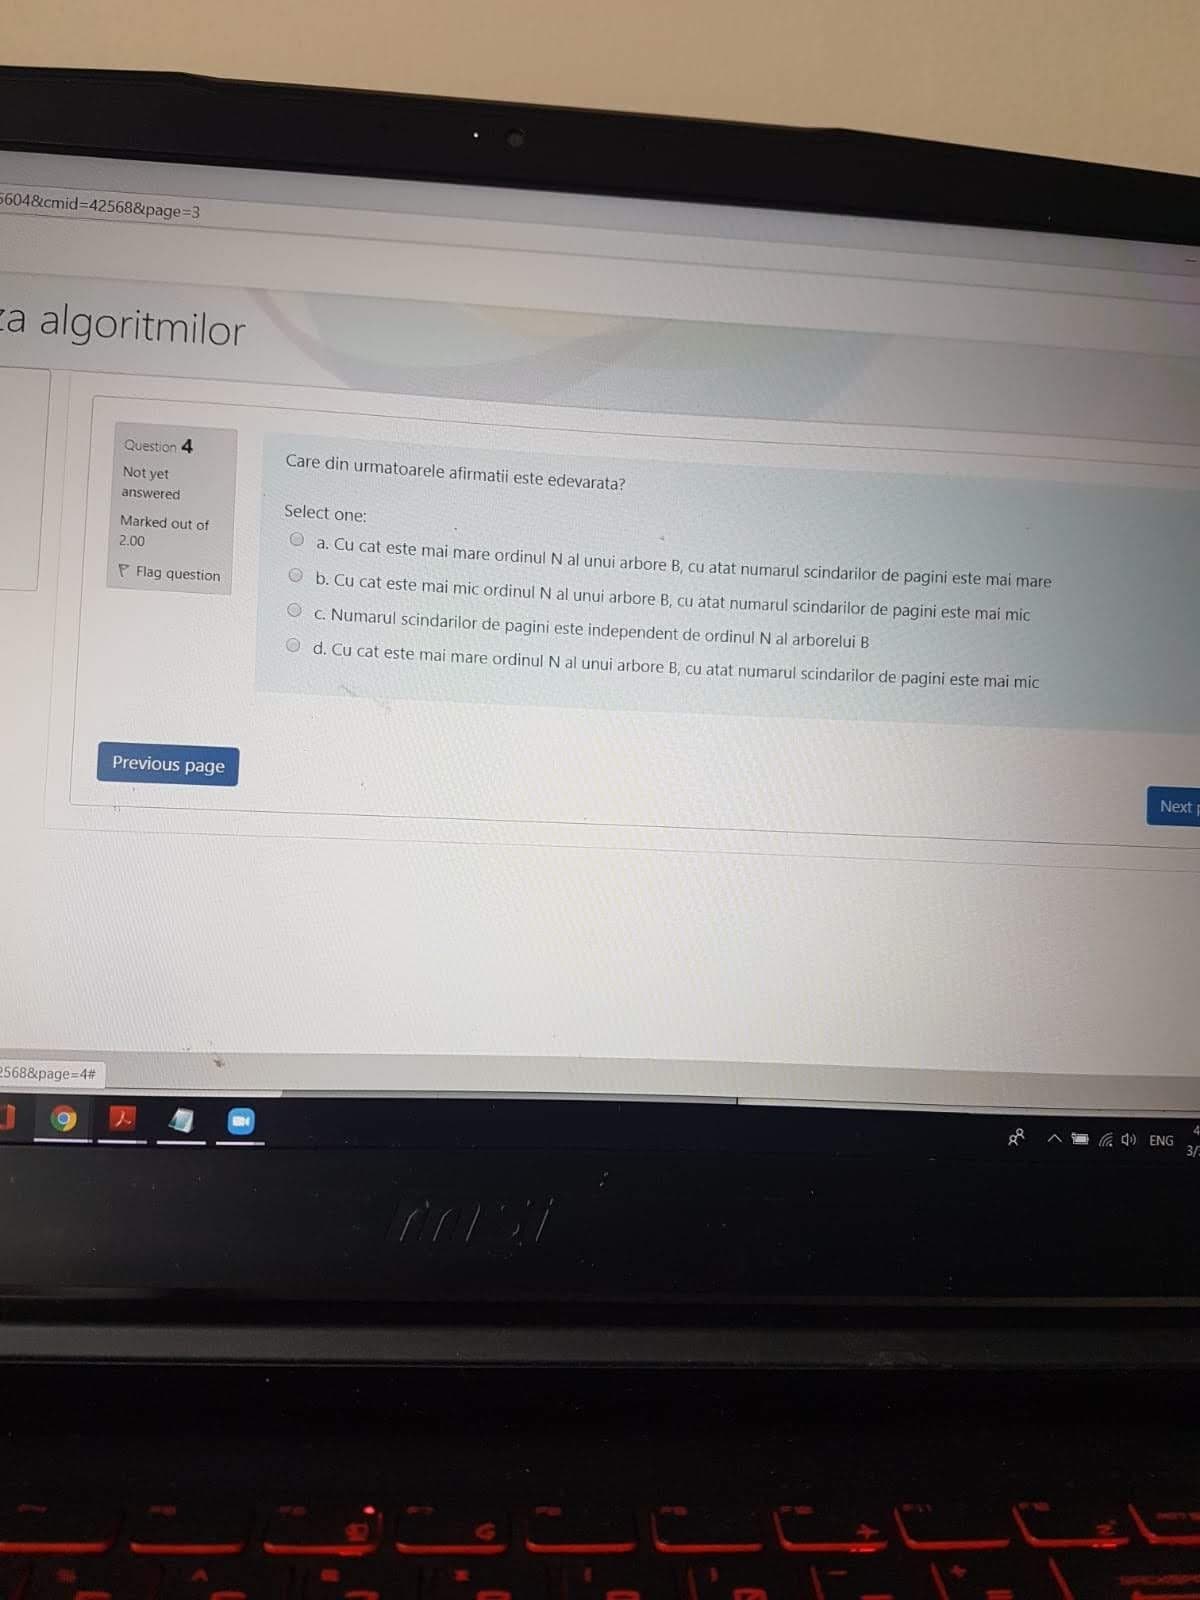 5604&cmid=42568&page=3
za algoritmilor
Question 4
Not yet
answered
Marked out of
2.00
Flag question
Care din urmatoarele afirmatii este edevarata?
Select one:
a. Cu cat este mai mare ordinul N al unui arbore B, cu atat numarul scindarilor de pagini este mai mare
b. Cu cat este mai mic ordinul N al unui arbore B, cu atat numarul scindarilor de pagini este mai mic
c. Numarul scindarilor de pagini este independent de ordinul N al arborelui B
d. Cu cat este mai mare ordinul N al unui arbore B, cu atat numarul scindarilor de pagini este mai mic
Previous page
Next
2568&page=4#
ENG
4
3/
msi